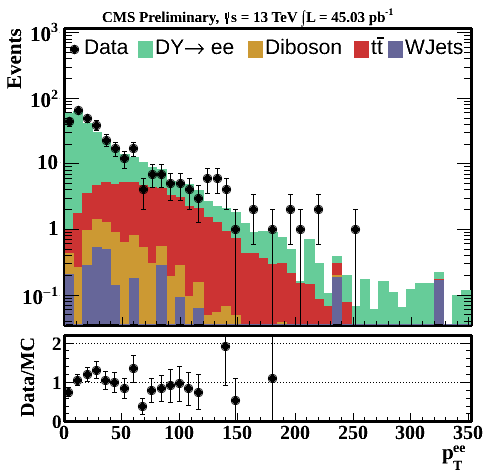 CMS Preliminary, √s = 13 TeV ∫L = 45.03 pb⁻¹
Events
10³
10²
10
1
10⁻¹
Data DY→ ee Diboson tt̄ WJets
Data/MC
2
1
0
0 50 100 150 200 250 300 350
p_T^ee